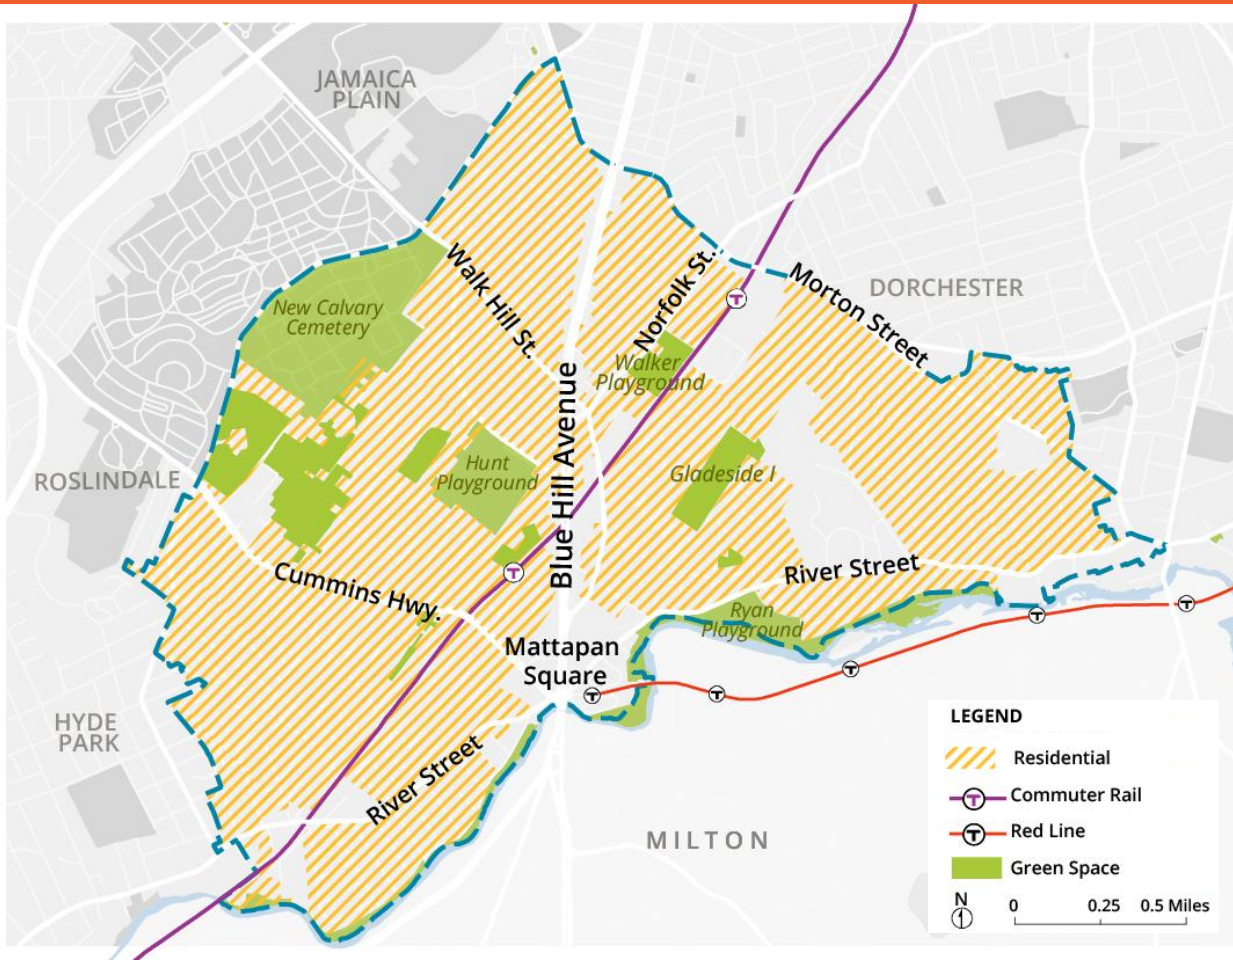 JAMAICA
PLAIN
New Calvary
Cemetery
Walk Hill St.
Norfolk St.
Morton Street
DORCHESTER
Walker
Playground
Blue Hill Avenue
ROSLINDALE
Hunt
Playground
Gladeside I
Cummins Hwy.
River Street
Ryan
Playground
Mattapan
Square
HYDE
PARK
River Street
MILTON
T
T
T
T
T
T
T
LEGEND
Residential
T
Commuter Rail
T
Red Line
Green Space
N
0 0.25 0.5 Miles